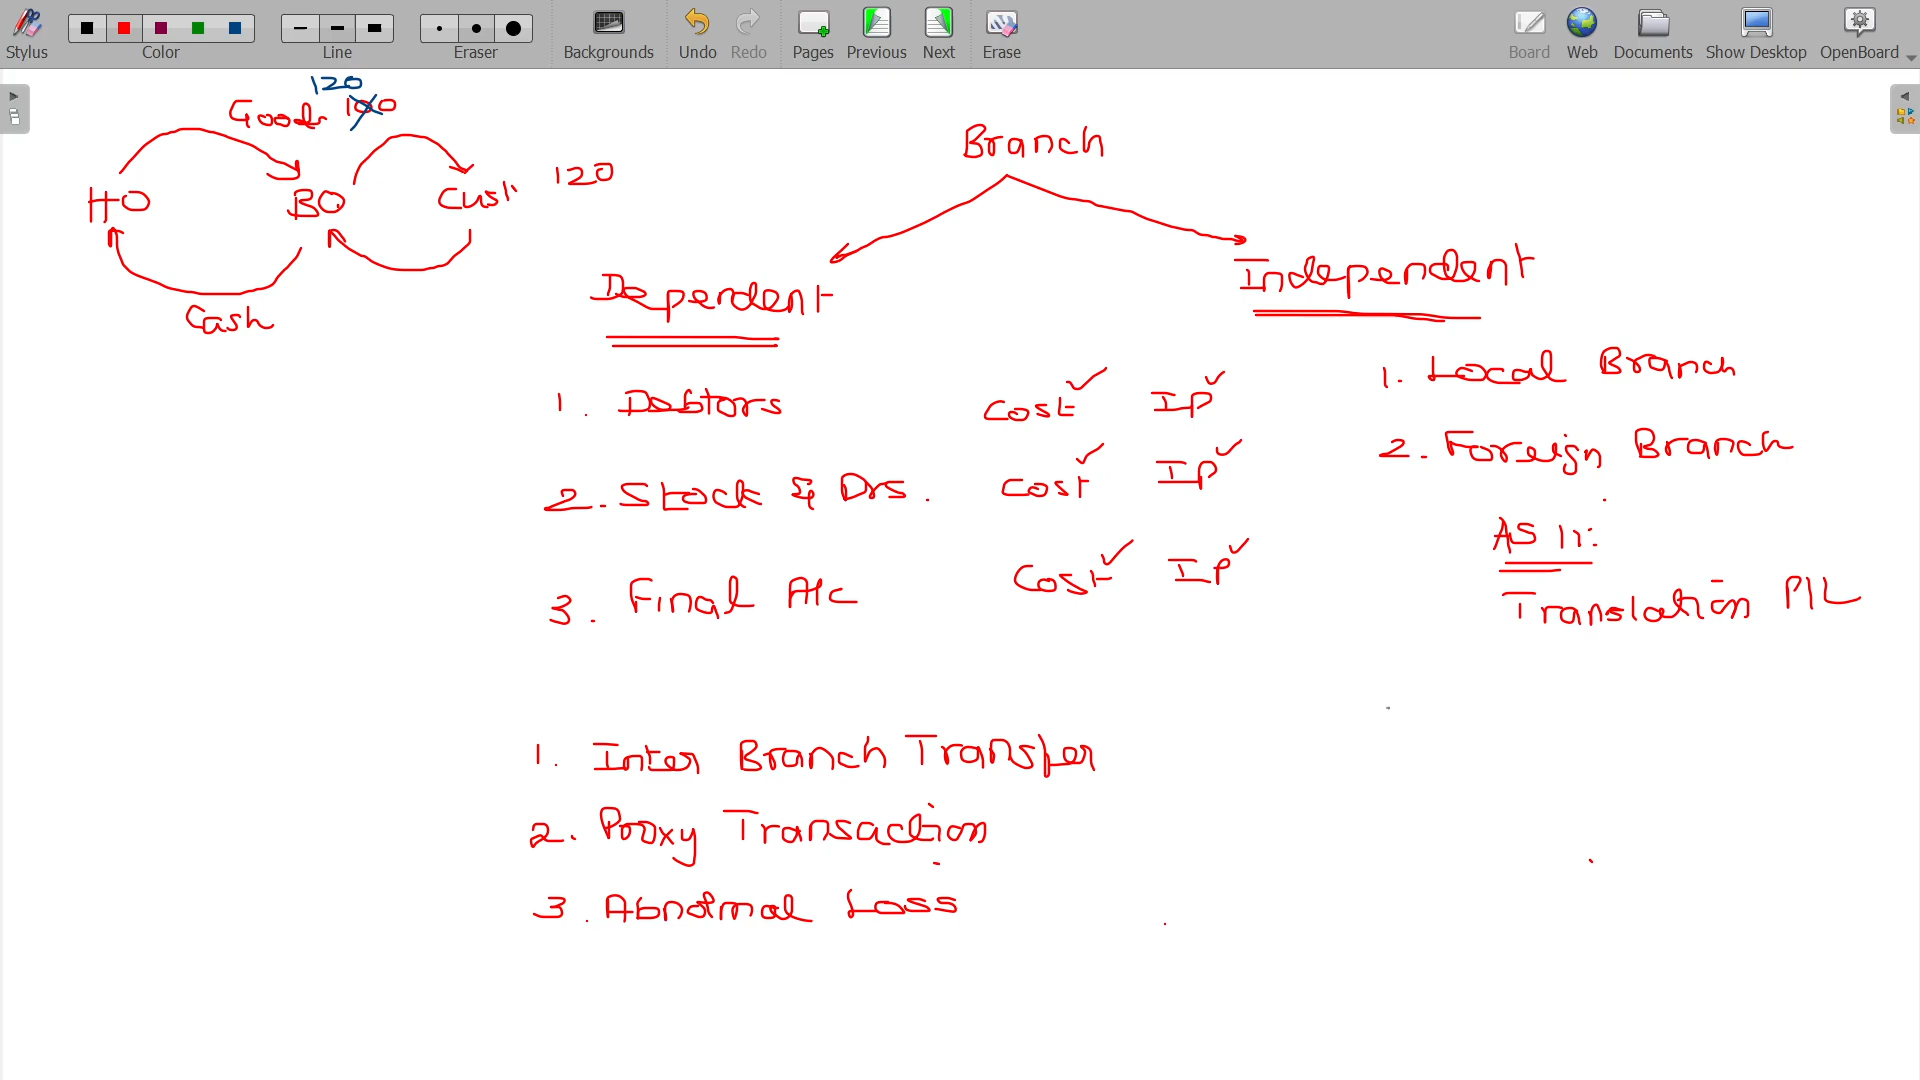 Stylus Color Line Eraser Backgrounds Undo Redo Pages Previous Next Erase Board Web Documents Show Desktop OpenBoard
120
Goods 100
HO BO Cust. 120
Cash
Branch
Dependent Independent
1. Debtors Cost ✓ IP ✓
2. Stock & Drs. Cost ✓ IP ✓
3. Final A/c Cost ✓ IP ✓
1. Local Branch
2. Foreign Branch
AS 11:
Translation P/L
1. Inter Branch Transfer
2. Proxy Transaction
3. Abnormal Loss